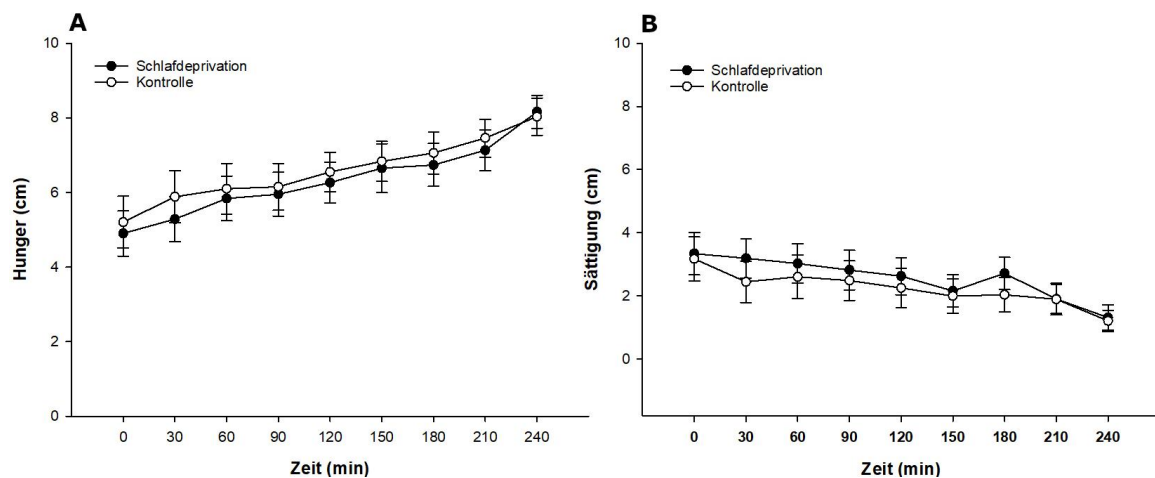 A
10
8
6
4
2
0
Hunger (cm)
Schlafdeprivation
Kontrolle
0 30 60 90 120 150 180 210 240
Zeit (min)
B
10
8
6
4
2
0
Sättigung (cm)
Schlafdeprivation
Kontrolle
0 30 60 90 120 150 180 210 240
Zeit (min)